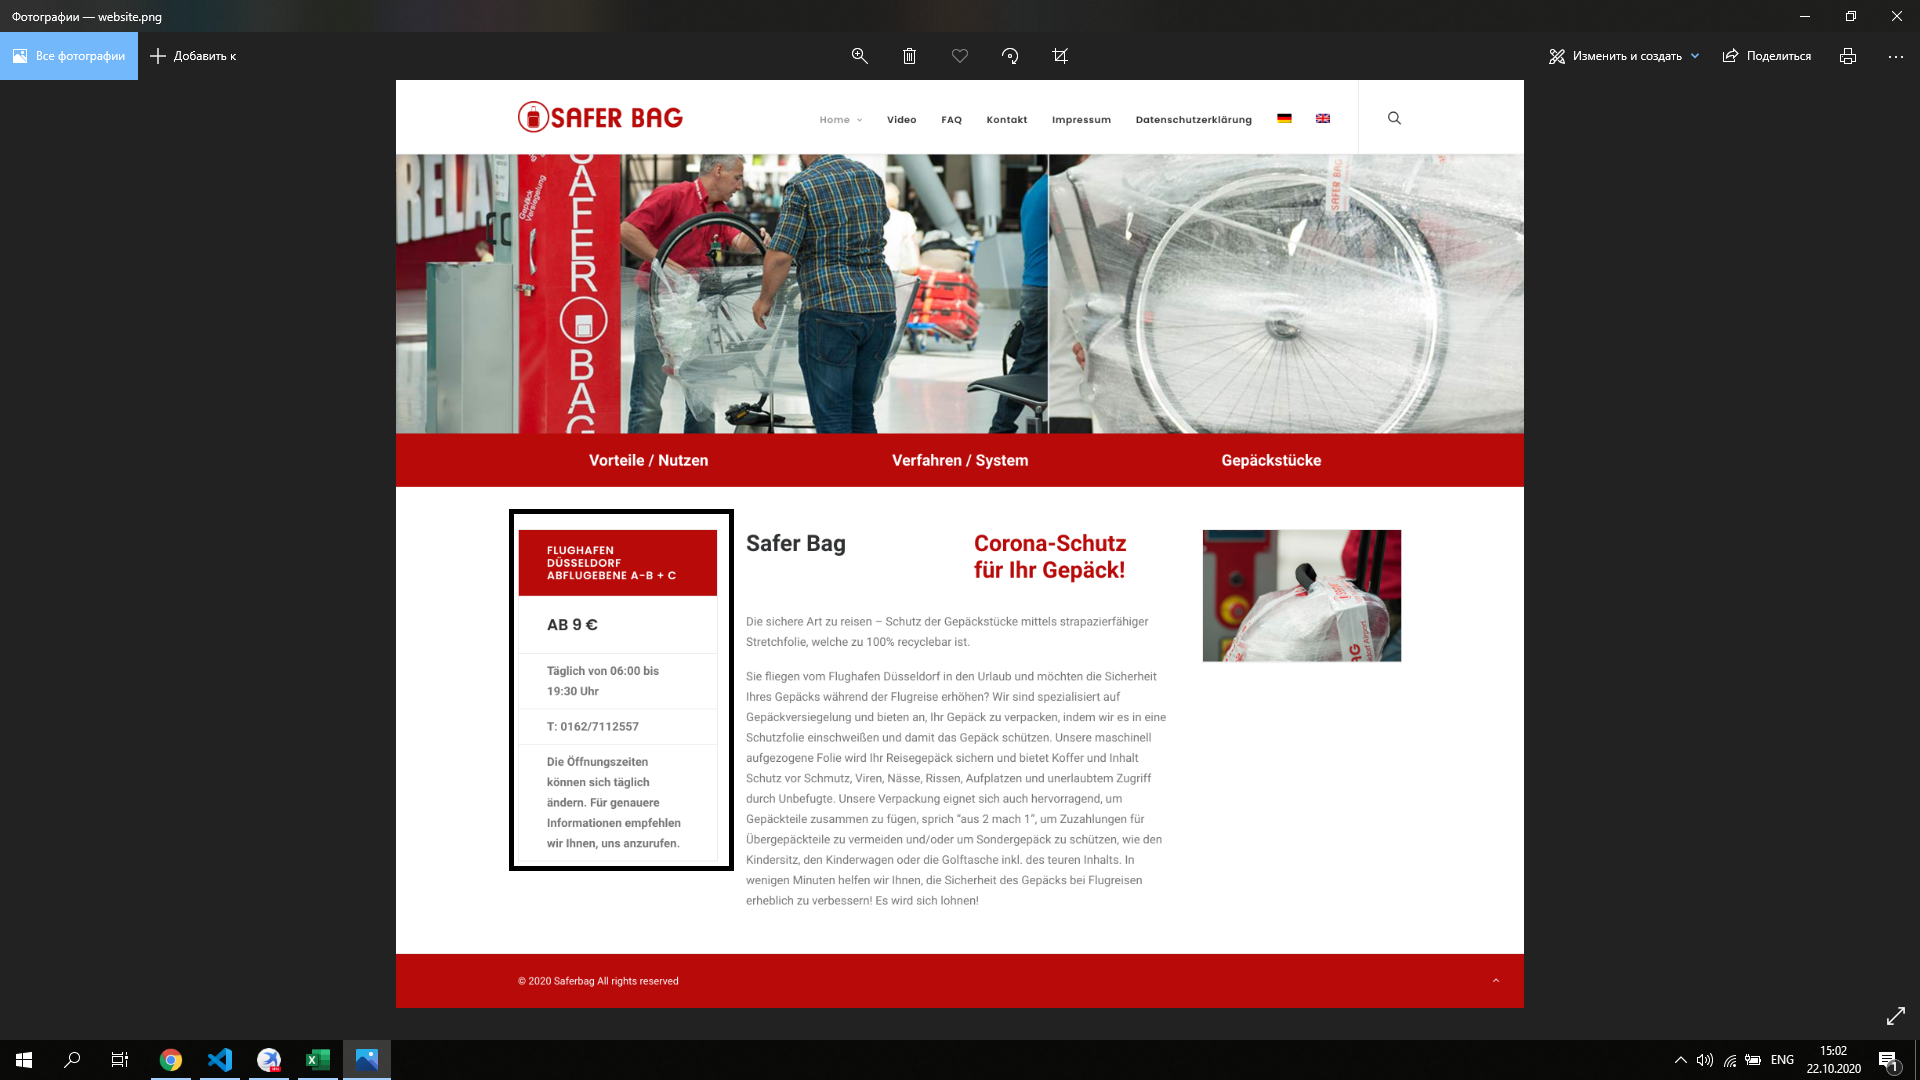 Фотографии — website.png
Все фотографии
Добавить к
Изменить и создать
Поделиться
SAFER BAG
Home
Video
FAQ
Kontakt
Impressum
Datenschutzerklärung
RELA
Gepäck
Versiegelung
SAFER BAG
SAFER BAG
Vorteile / Nutzen
Verfahren / System
Gepäckstücke
FLUGHAFEN
DÜSSELDORF
ABFLUGEBENE A-B + C
AB 9 €
Täglich von 06:00 bis
19:30 Uhr
T: 0162/7112557
Die Öffnungszeiten
können sich täglich
ändern. Für genauere
Informationen empfehlen
wir Ihnen, uns anzurufen.
Safer Bag
Corona-Schutz
für Ihr Gepäck!
Die sichere Art zu reisen – Schutz der Gepäckstücke mittels strapazierfähiger
Stretchfolie, welche zu 100% recyclebar ist.
Sie fliegen vom Flughafen Düsseldorf in den Urlaub und möchten die Sicherheit
Ihres Gepäcks während der Flugreise erhöhen? Wir sind spezialisiert auf
Gepäckversiegelung und bieten an, Ihr Gepäck zu verpacken, indem wir es in eine
Schutzfolie einschweißen und damit das Gepäck schützen. Unsere maschinell
aufgezogene Folie wird Ihr Reisegepäck sichern und bietet Koffer und Inhalt
Schutz vor Schmutz, Viren, Nässe, Rissen, Aufplatzen und unerlaubtem Zugriff
durch Unbefugte. Unsere Verpackung eignet sich auch hervorragend, um
Gepäckteile zusammen zu fügen, sprich “aus 2 mach 1”, um Zuzahlungen für
Übergepäckteile zu vermeiden und/oder um Sondergepäck zu schützen, wie den
Kindersitz, den Kinderwagen oder die Golftasche inkl. des teuren Inhalts. In
wenigen Minuten helfen wir Ihnen, die Sicherheit des Gepäcks bei Flugreisen
erheblich zu verbessern! Es wird sich lohnen!
BAG
Airport
© 2020 Saferbag All rights reserved
ENG
15:02
22.10.2020
1